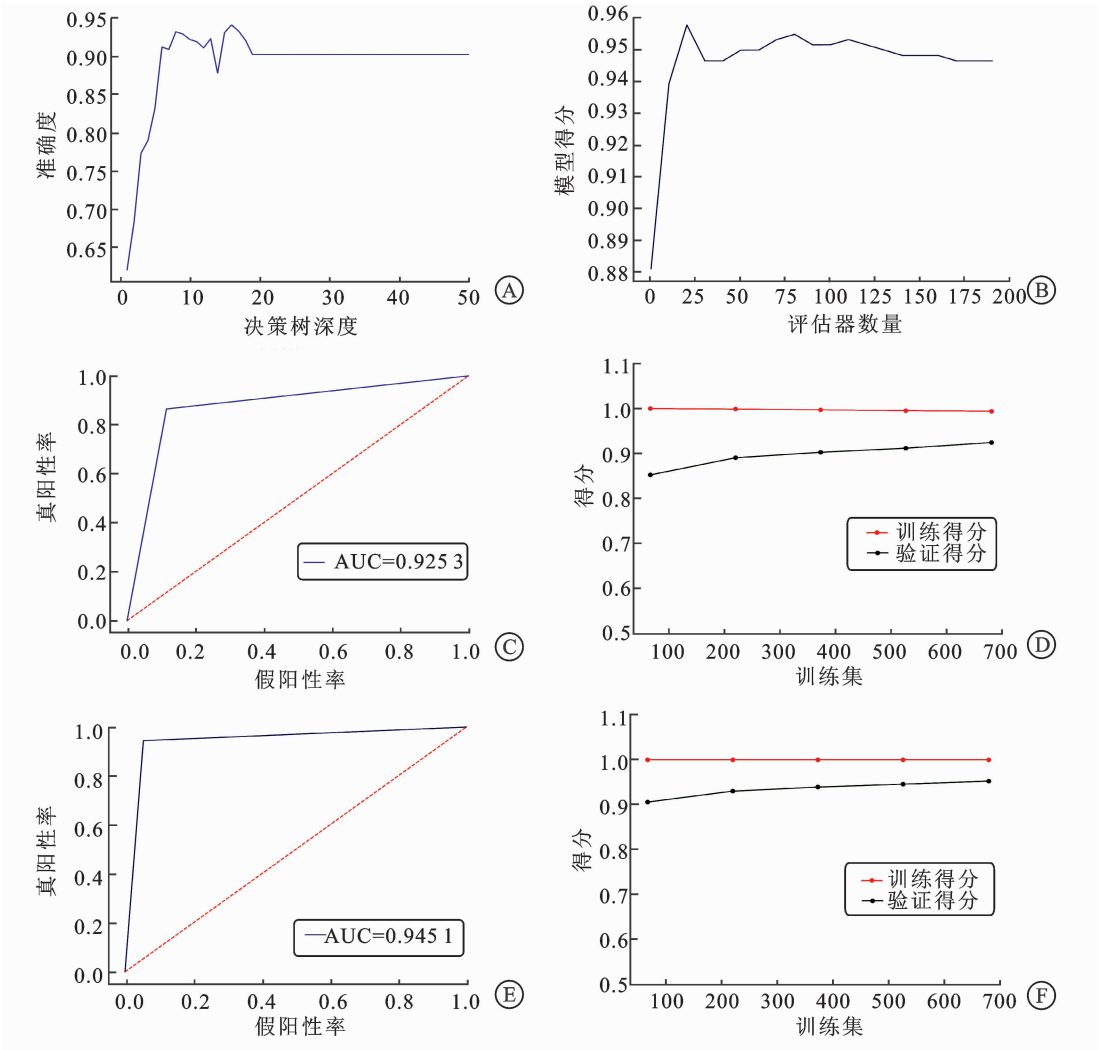 0.95
0.90
0.85
0.80
0.75
0.70
0.65
准确度
0 10 20 30 40 50
决策树深度
A
0.96
0.95
0.94
0.93
0.92
0.91
0.90
0.89
0.88
模型得分
0 25 50 75 100 125 150 175 200
评估器数量
B
1.0
0.8
0.6
0.4
0.2
0.0
真阳性率
AUC=0.925 3
0.0 0.2 0.4 0.6 0.8 1.0
假阳性率
C
1.1
1.0
0.9
0.8
0.7
0.6
0.5
得分
训练得分
验证得分
100 200 300 400 500 600 700
训练集
D
1.0
0.8
0.6
0.4
0.2
0.0
真阳性率
AUC=0.945 1
0.0 0.2 0.4 0.6 0.8 1.0
假阳性率
E
1.1
1.0
0.9
0.8
0.7
0.6
0.5
得分
训练得分
验证得分
100 200 300 400 500 600 700
训练集
F